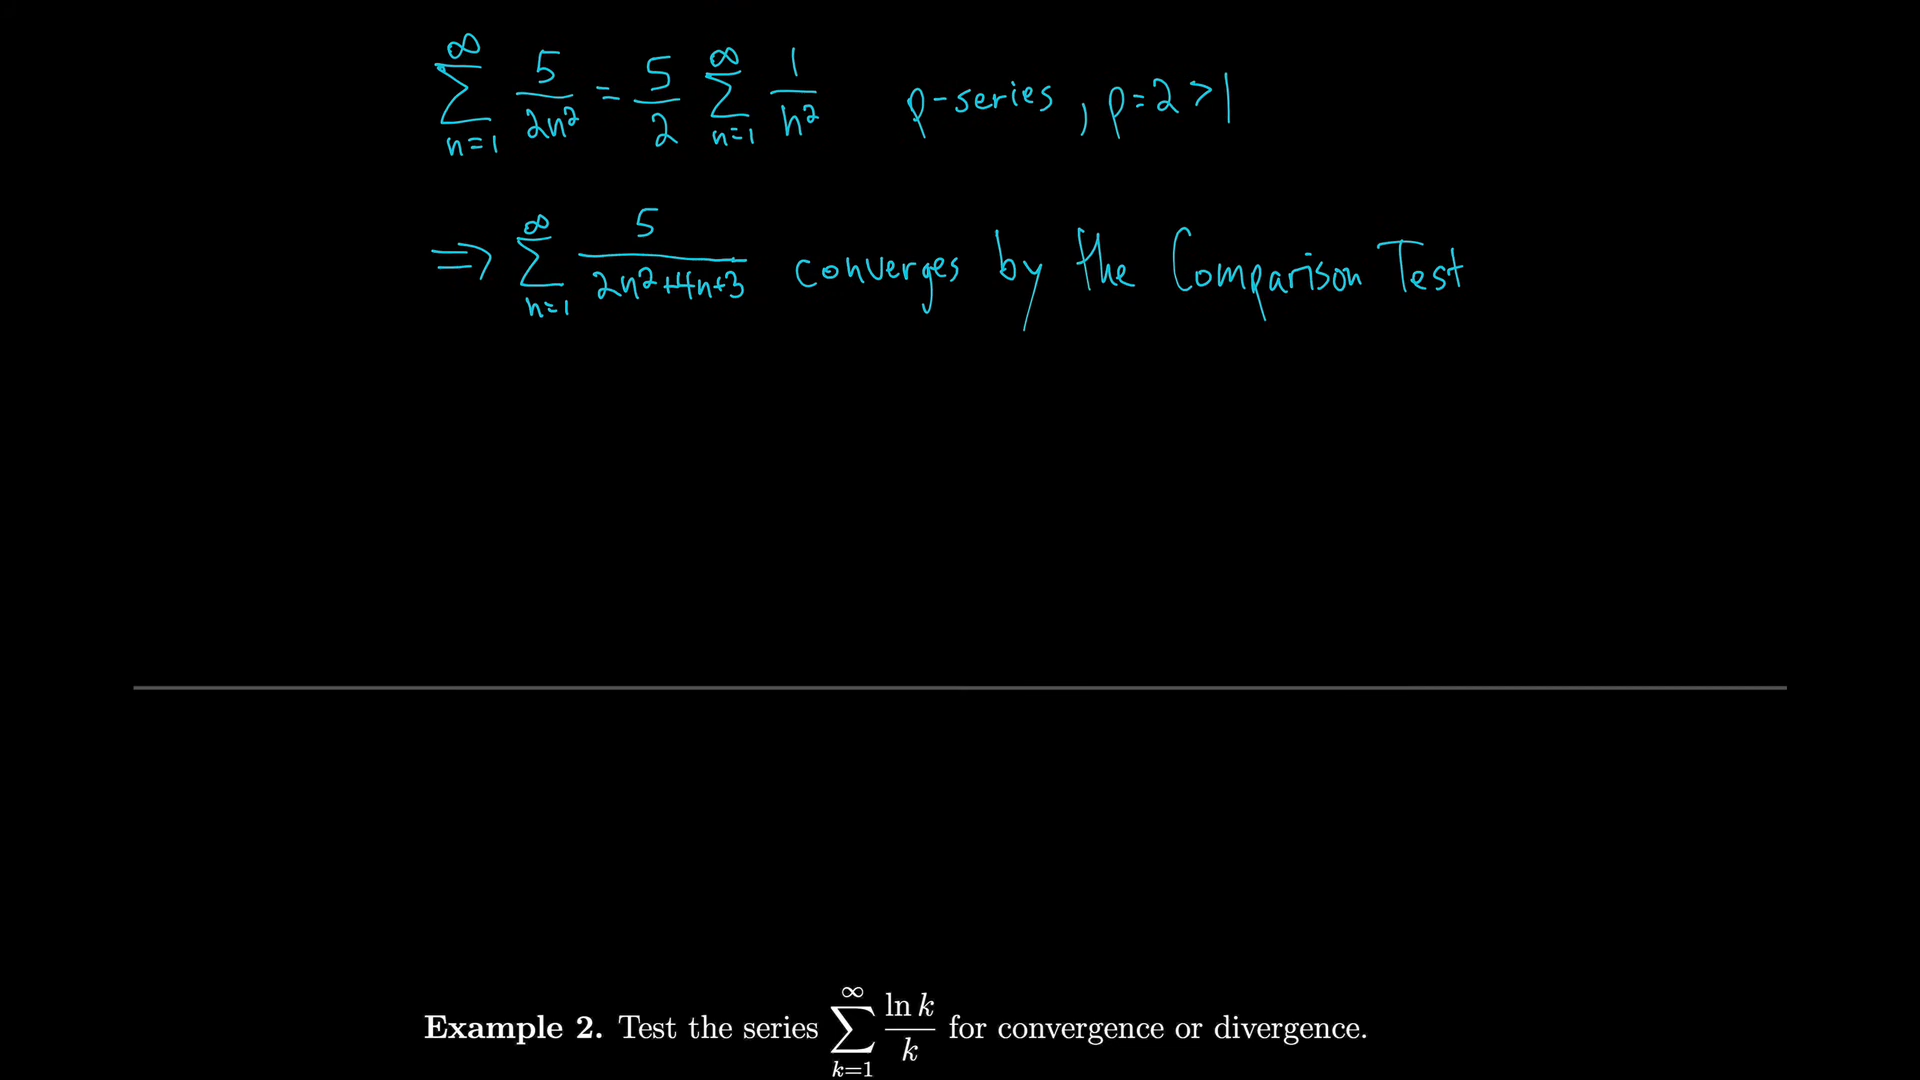 ∞∑n=1 5/2n² = 5/2 ∞∑n=1 1/n² p-series, p=2>1
⟹ ∞∑n=1 5/2n²+4n+3 converges by the Comparison Test
Example 2. Test the series ∞∑k=1 ln k/k for convergence or divergence.